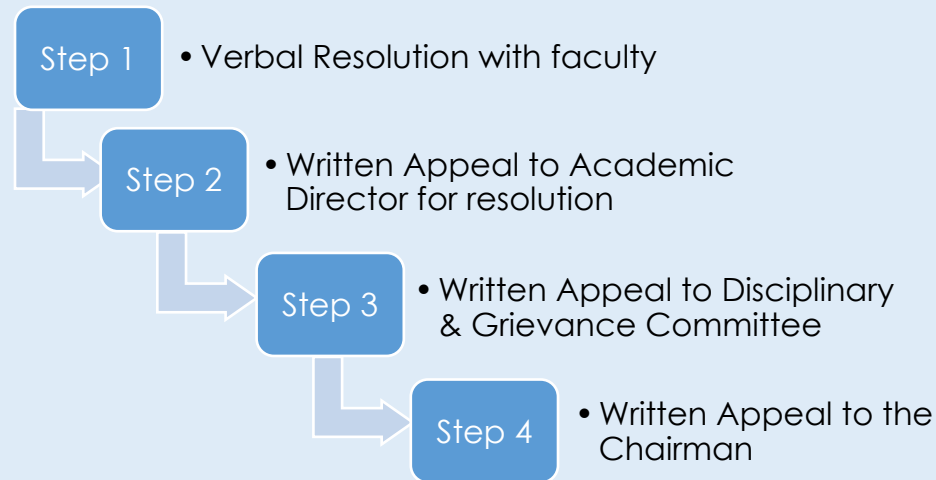 Step 1
• Verbal Resolution with faculty
Step 2
• Written Appeal to Academic
Director for resolution
Step 3
• Written Appeal to Disciplinary
& Grievance Committee
Step 4
• Written Appeal to the
Chairman